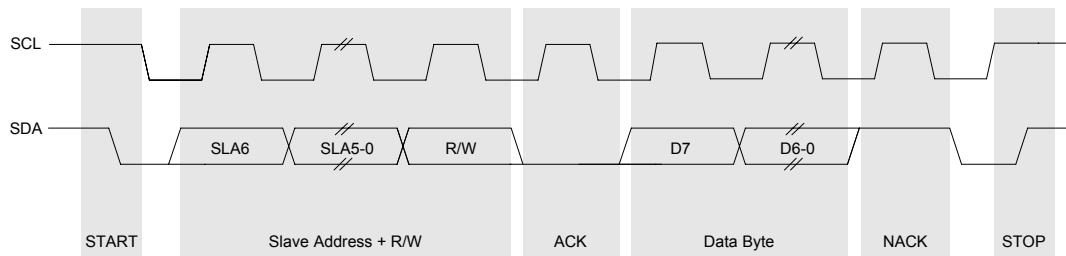 SCL
SDA
SLA6 SLA5-0 R/W D7 D6-0
START Slave Address + R/W ACK Data Byte NACK STOP